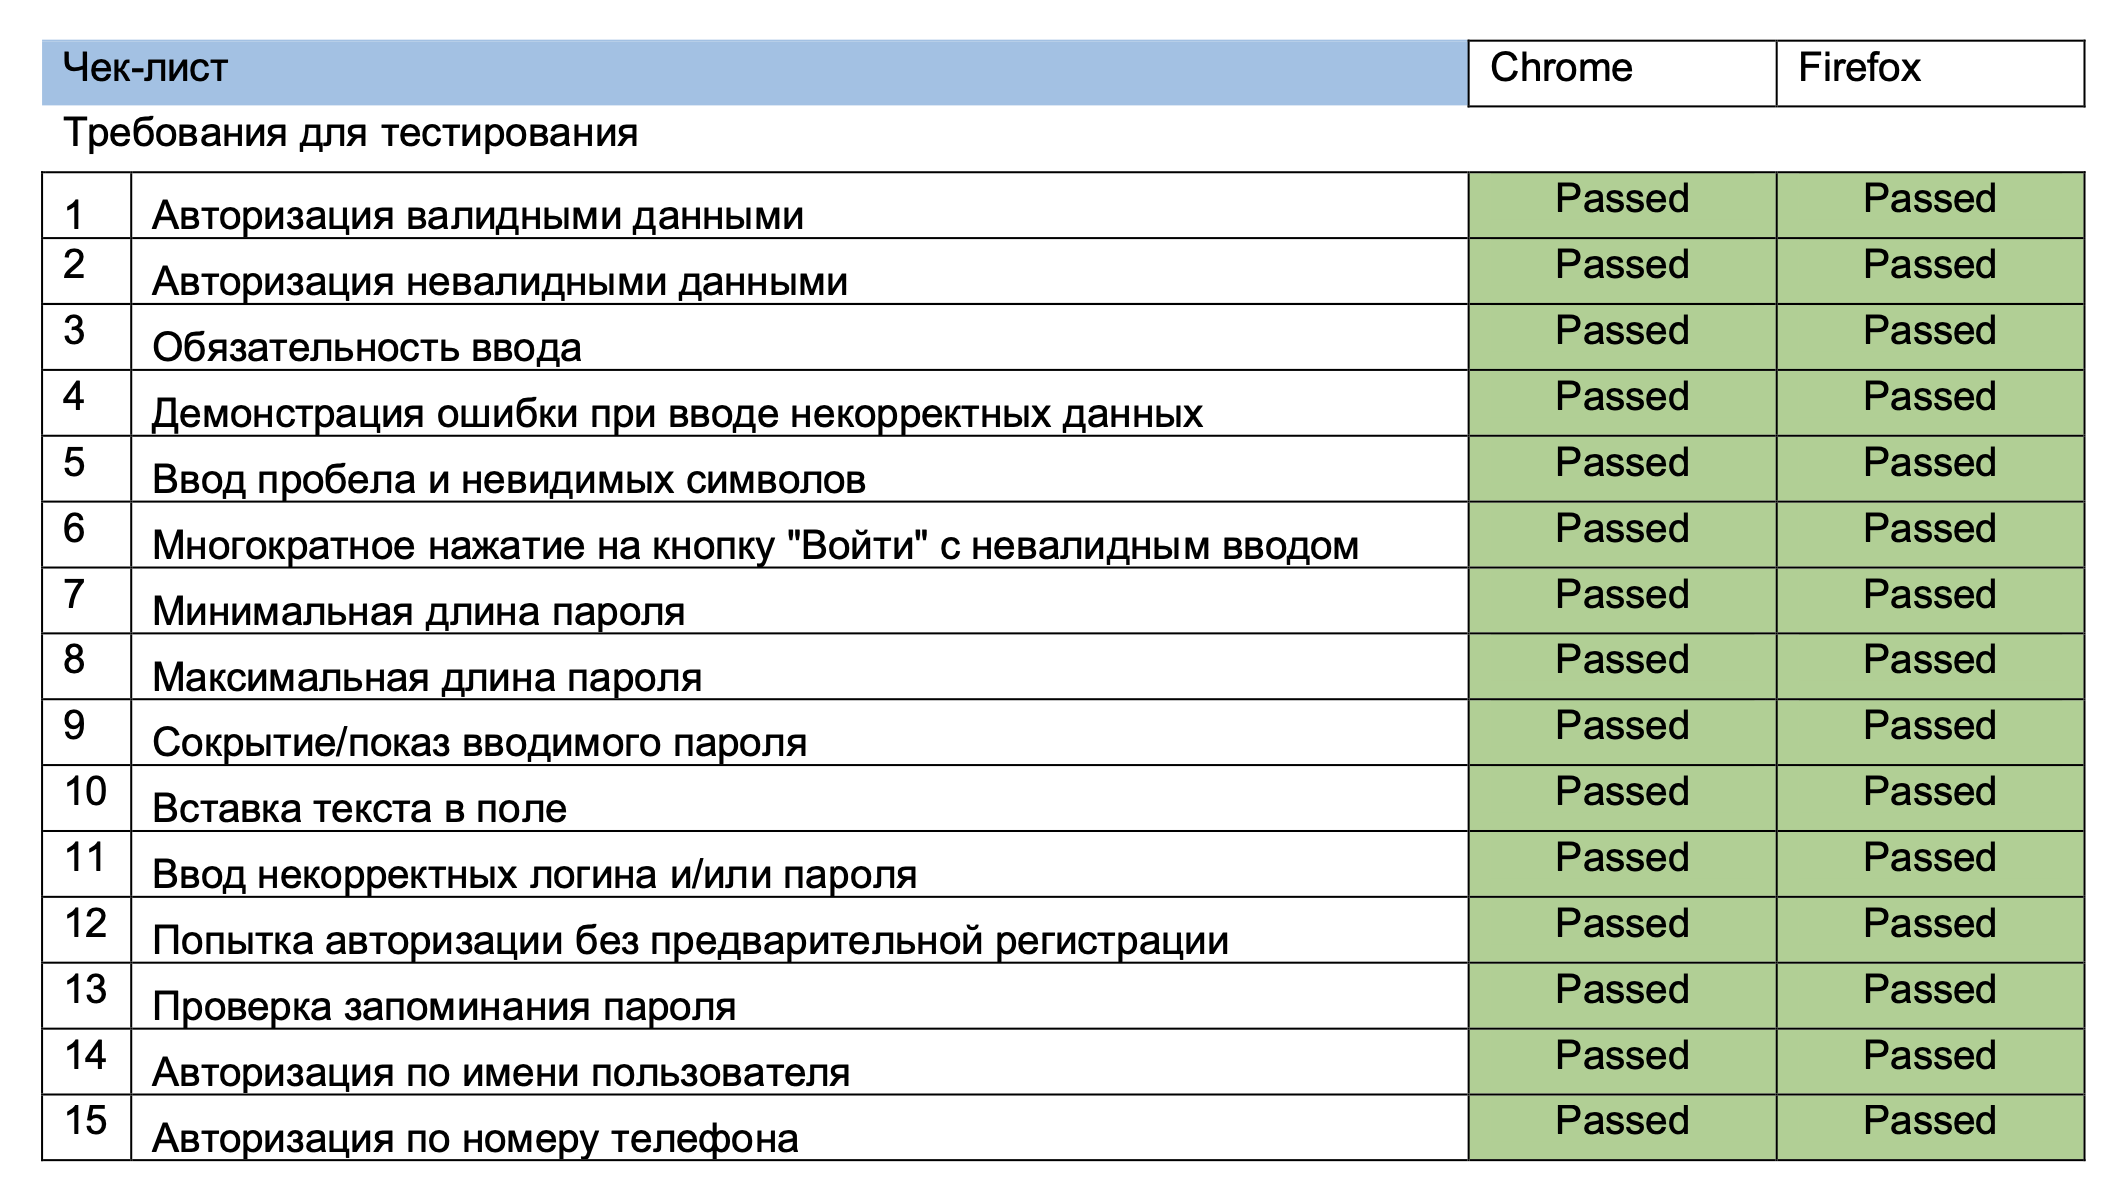 Чек-лист Chrome Firefox
Требования для тестирования
1 Авторизация валидными данными Passed Passed
2 Авторизация невалидными данными Passed Passed
3 Обязательность ввода Passed Passed
4 Демонстрация ошибки при вводе некорректных данных Passed Passed
5 Ввод пробела и невидимых символов Passed Passed
6 Многократное нажатие на кнопку "Войти" с невалидным вводом Passed Passed
7 Минимальная длина пароля Passed Passed
8 Максимальная длина пароля Passed Passed
9 Сокрытие/показ вводимого пароля Passed Passed
10 Вставка текста в поле Passed Passed
11 Ввод некорректных логина и/или пароля Passed Passed
12 Попытка авторизации без предварительной регистрации Passed Passed
13 Проверка запоминания пароля Passed Passed
14 Авторизация по имени пользователя Passed Passed
15 Авторизация по номеру телефона Passed Passed